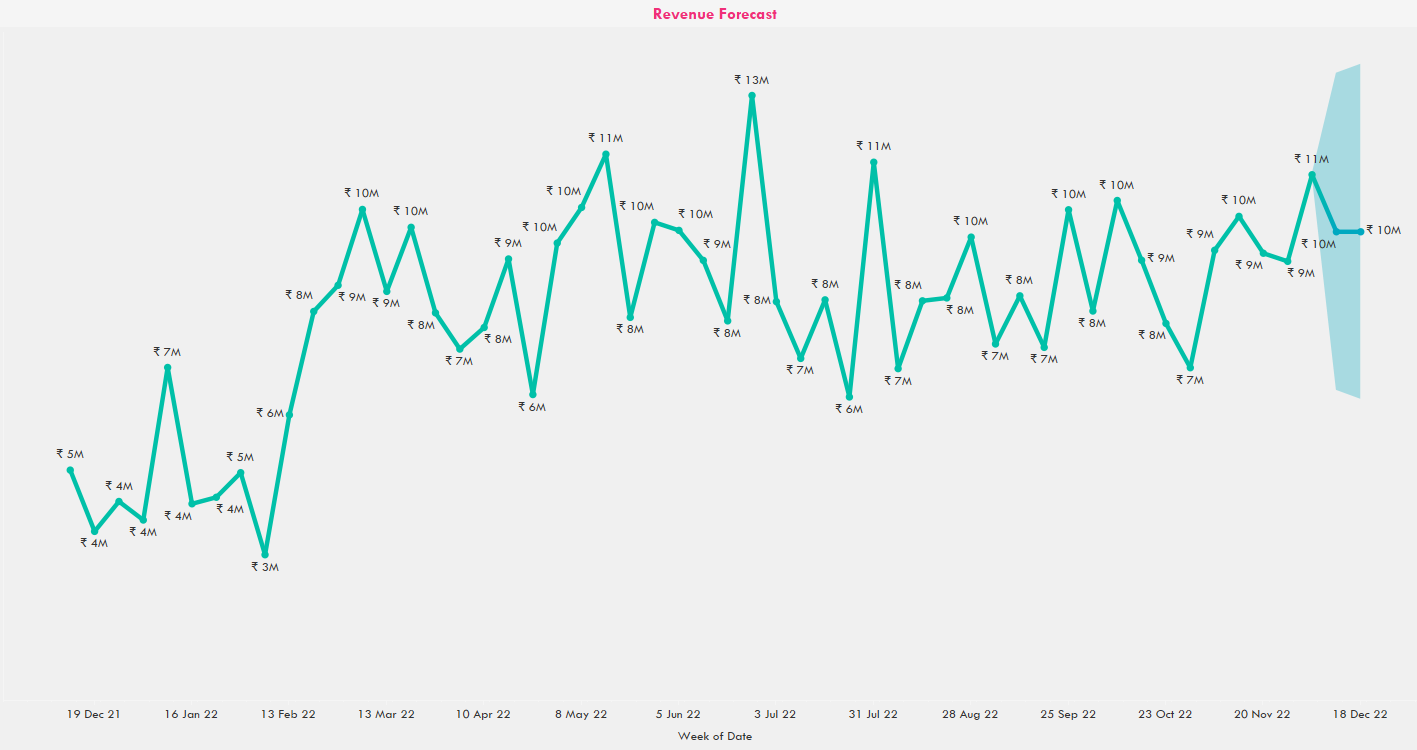 Revenue Forecast
₹ 13M
₹ 11M
₹ 11M
₹ 11M
₹ 10M
₹ 10M
₹ 10M
₹ 10M
₹ 10M
₹ 10M
₹ 10M
₹ 10M
₹ 10M
₹ 10M
₹ 10M
₹ 10M
₹ 10M
₹ 9M
₹ 9M
₹ 9M
₹ 9M
₹ 9M
₹ 9M
₹ 9M
₹ 9M
₹ 8M
₹ 8M
₹ 8M
₹ 8M
₹ 8M
₹ 8M
₹ 8M
₹ 8M
₹ 8M
₹ 8M
₹ 8M
₹ 8M
₹ 8M
₹ 7M
₹ 7M
₹ 7M
₹ 7M
₹ 7M
₹ 7M
₹ 7M
₹ 6M
₹ 6M
₹ 6M
₹ 5M
₹ 5M
₹ 4M
₹ 4M
₹ 4M
₹ 4M
₹ 4M
₹ 3M
19 Dec 21 16 Jan 22 13 Feb 22 13 Mar 22 10 Apr 22 8 May 22 5 Jun 22 3 Jul 22 31 Jul 22 28 Aug 22 25 Sep 22 23 Oct 22 20 Nov 22 18 Dec 22
Week of Date